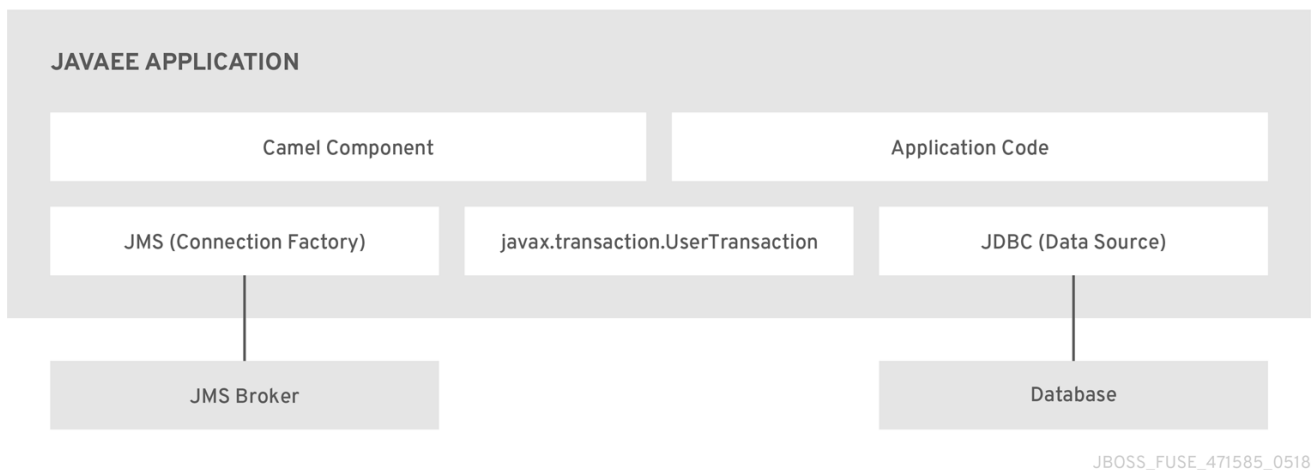 JAVAEE APPLICATION
Camel Component
Application Code
JMS (Connection Factory)
javax.transaction.UserTransaction
JDBC (Data Source)
JMS Broker
Database
JBOSS_FUSE_471585_0518